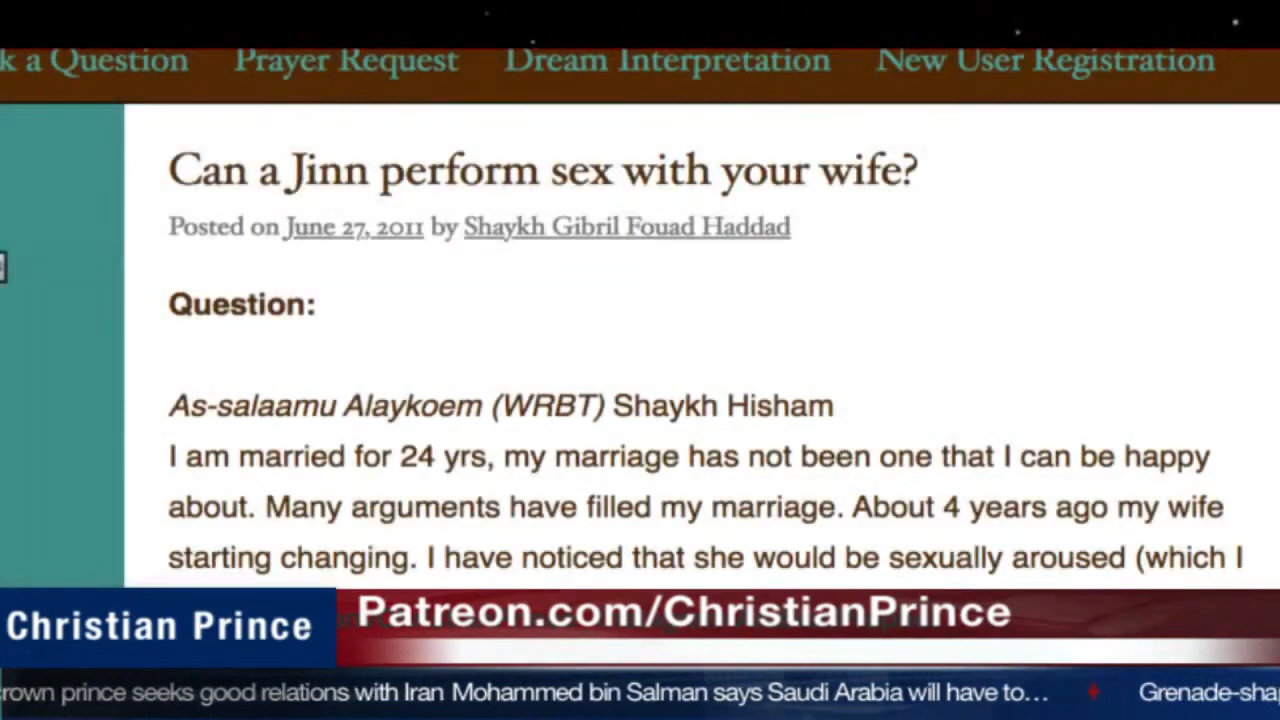 k a Question Prayer Request Dream Interpretation New User Registration
Can a Jinn perform sex with your wife?
Posted on June 27, 2011 by Shaykh Gibril Fouad Haddad
Question:
As-salaamu Alaykoem (WRBT) Shaykh Hisham
I am married for 24 yrs, my marriage has not been one that I can be happy
about. Many arguments have filled my marriage. About 4 years ago my wife
starting changing. I have noticed that she would be sexually aroused (which I
Christian Prince
Patreon.com/ChristianPrince
crown prince seeks good relations with Iran Mohammed bin Salman says Saudi Arabia will have to... Grenade-sha